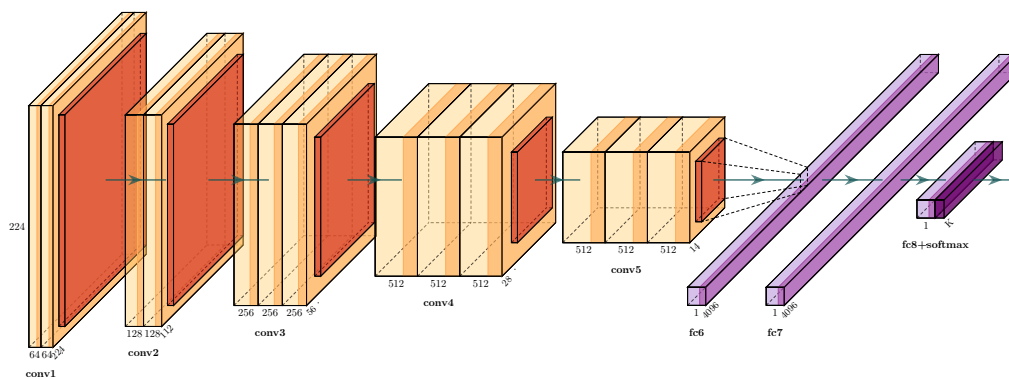 224
64 64 224
conv1
128 128 112
conv2
256 256 256 56
conv3
512 512 512 28
conv4
512 512 512 14
conv5
1 4096
fc6
1 4096
fc7
1 K
fc8+softmax